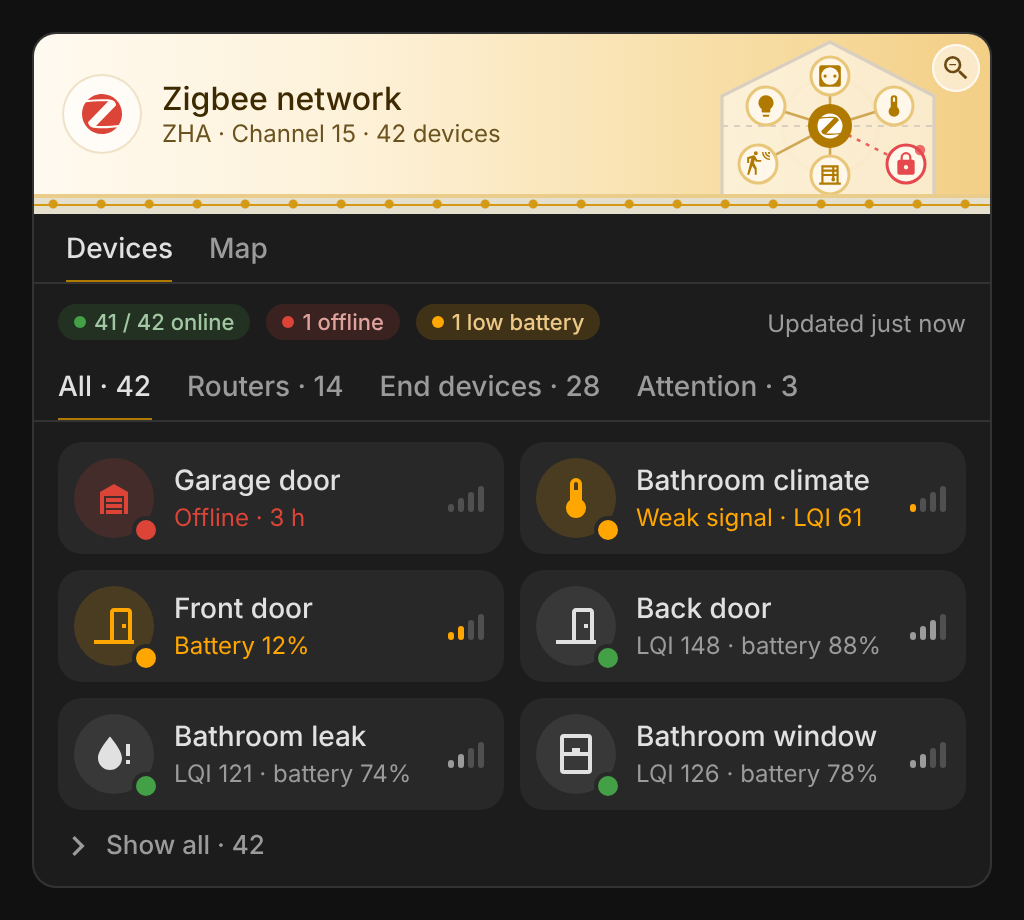 Zigbee network
ZHA · Channel 15 · 42 devices
Devices Map
41 / 42 online 1 offline 1 low battery Updated just now
All · 42 Routers · 14 End devices · 28 Attention · 3
Garage door
Offline · 3 h
Bathroom climate
Weak signal · LQI 61
Front door
Battery 12%
Back door
LQI 148 · battery 88%
Bathroom leak
LQI 121 · battery 74%
Bathroom window
LQI 126 · battery 78%
Show all · 42